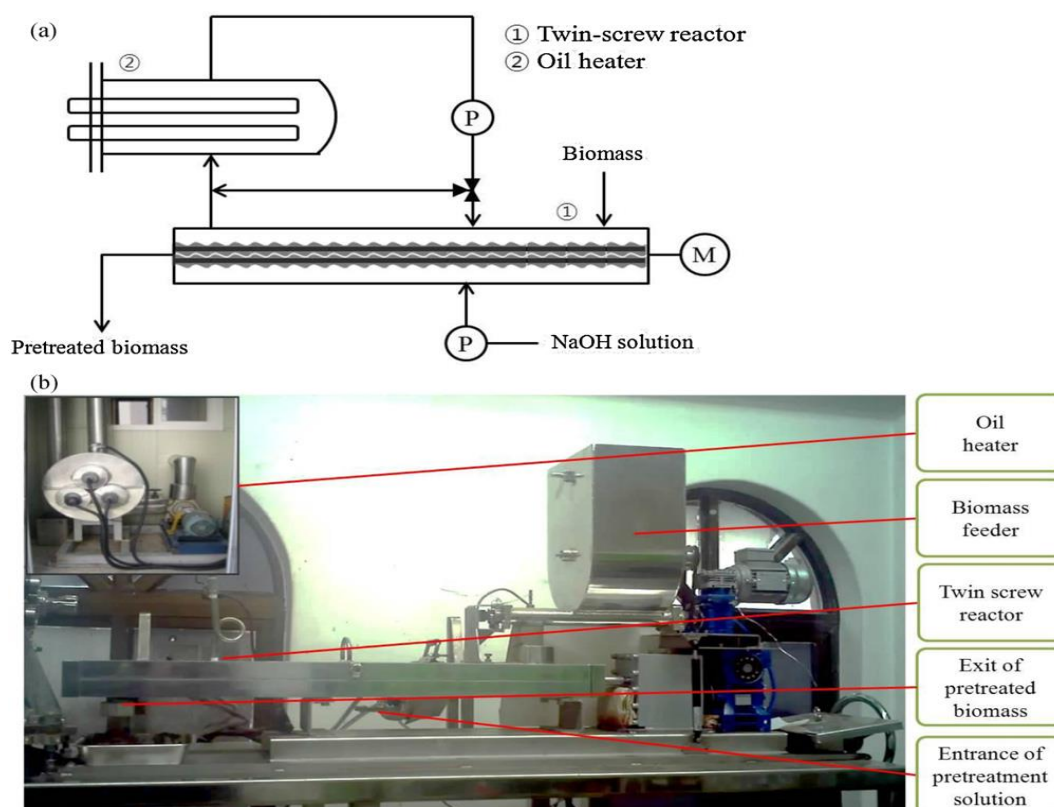 (a)
① Twin-screw reactor
② Oil heater
②
P
Biomass
①
M
Pretreated biomass
P
NaOH solution
(b)
Oil
heater
Biomass
feeder
Twin screw
reactor
Exit of
pretreated
biomass
Entrance of
pretreatment
solution